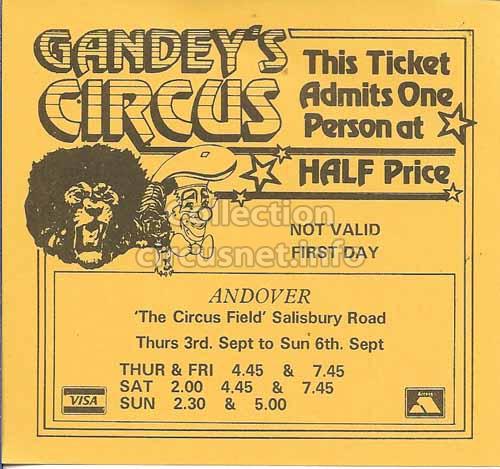 GANDEY'S
CIRCUS
This Ticket
Admits One
Person at
HALF Price
NOT VALID
FIRST DAY
collection
circusnet.info
ANDOVER
'The Circus Field' Salisbury Road
Thurs 3rd. Sept to Sun 6th. Sept
THUR & FRI 4.45 & 7.45
SAT 2.00 4.45 & 7.45
SUN 2.30 & 5.00
VISA
Access